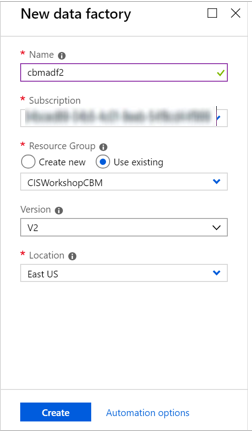 New data factory
* Name
cbmadf2
* Subscription
* Resource Group
Create new Use existing
CISWorkshopCBM
Version
V2
* Location
East US
Create Automation options